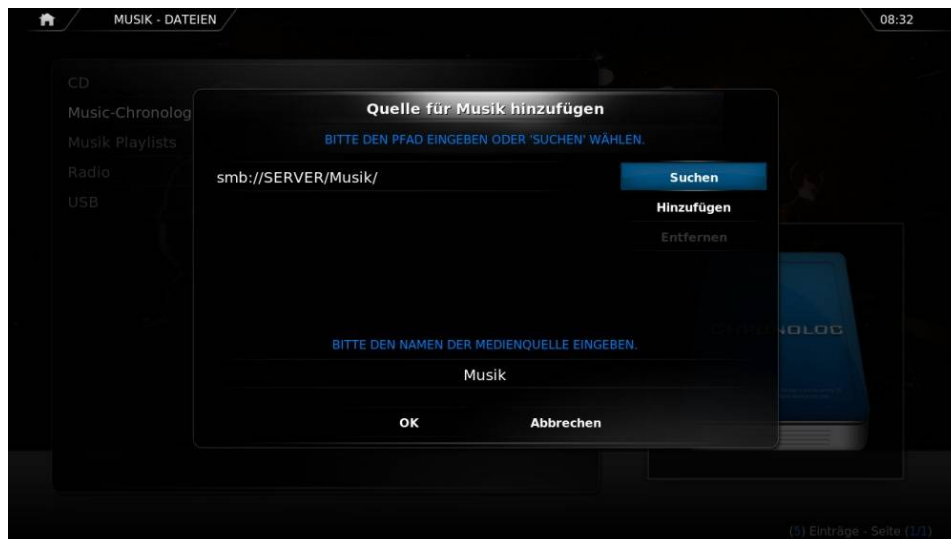 MUSIK - DATEIEN
08:32
CD
Music-Chronolog
Musik Playlists
Radio
USB
Quelle für Musik hinzufügen
BITTE DEN PFAD EINGEBEN ODER 'SUCHEN' WÄHLEN.
smb://SERVER/Musik/
Suchen
Hinzufügen
Entfernen
BITTE DEN NAMEN DER MEDIENQUELLE EINGEBEN.
Musik
OK
Abbrechen
(5) Einträge - Seite (1/1)